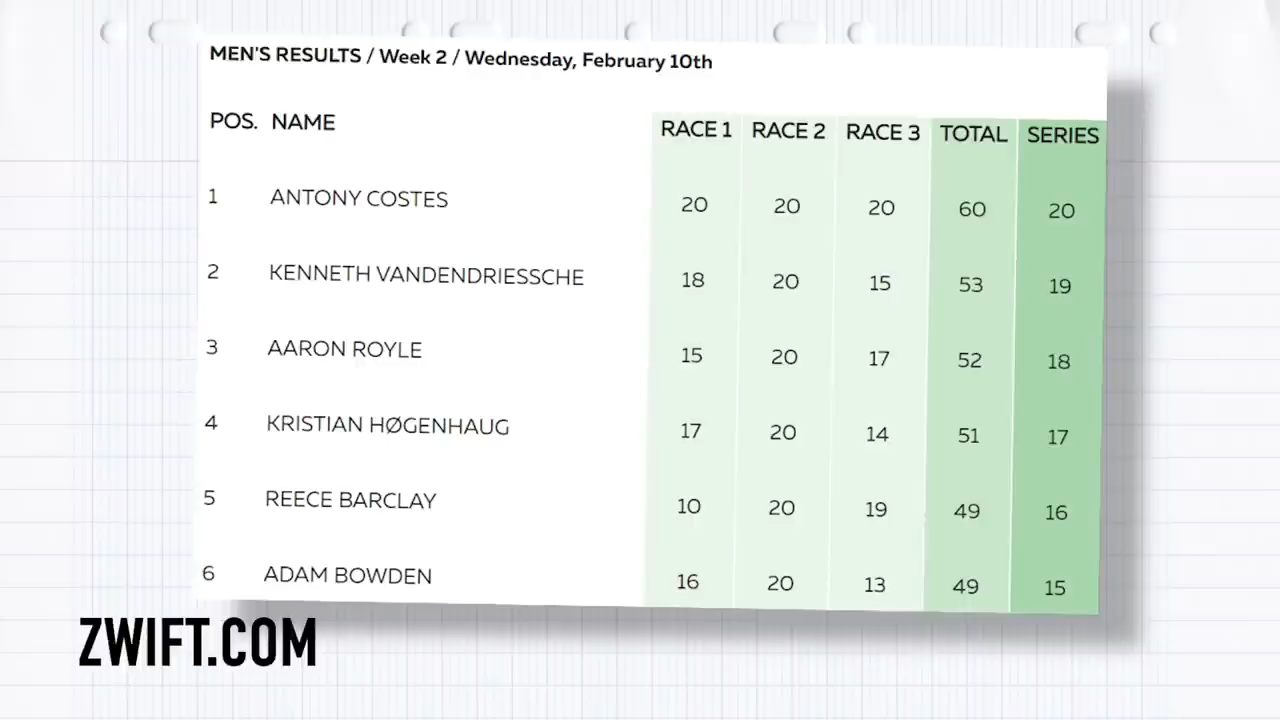 MEN'S RESULTS / Week 2 / Wednesday, February 10th
POS. NAME RACE 1 RACE 2 RACE 3 TOTAL SERIES
1 ANTONY COSTES 20 20 20 60 20
2 KENNETH VANDENDRIESSCHE 18 20 15 53 19
3 AARON ROYLE 15 20 17 52 18
4 KRISTIAN HØGENHAUG 17 20 14 51 17
5 REECE BARCLAY 10 20 19 49 16
6 ADAM BOWDEN 16 20 13 49 15
ZWIFT.COM